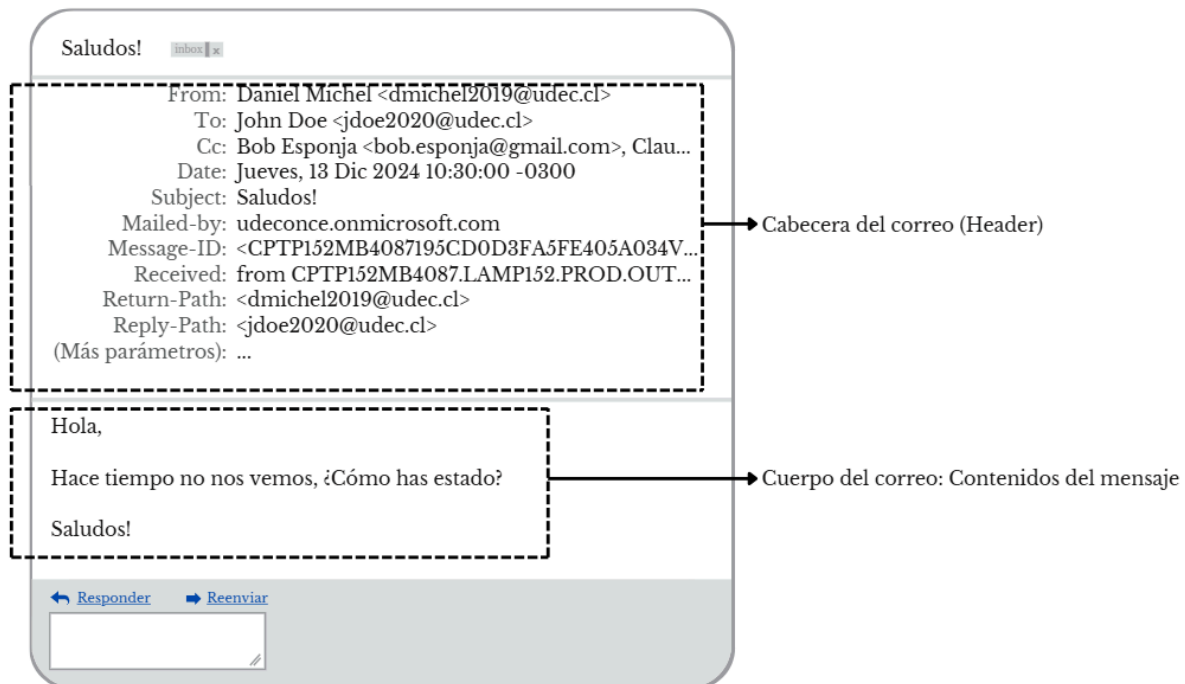 Saludos! inbox x
From: Daniel Michel <dmichel2019@udec.cl>
To: John Doe <jdoe2020@udec.cl>
Cc: Bob Esponja <bob.esponja@gmail.com>, Clau...
Date: Jueves, 13 Dic 2024 10:30:00 -0300
Subject: Saludos!
Mailed-by: udeconce.onmicrosoft.com
Message-ID: <CPTP152MB4087195CD0D3FA5FE405A034V...
Received: from CPTP152MB4087.LAMP152.PROD.OUT...
Return-Path: <dmichel2019@udec.cl>
Reply-Path: <jdoe2020@udec.cl>
(Más parámetros): ...
Cabecera del correo (Header)
Hola,
Hace tiempo no nos vemos, ¿Cómo has estado?
Saludos!
Cuerpo del correo: Contenidos del mensaje
Responder Reenviar